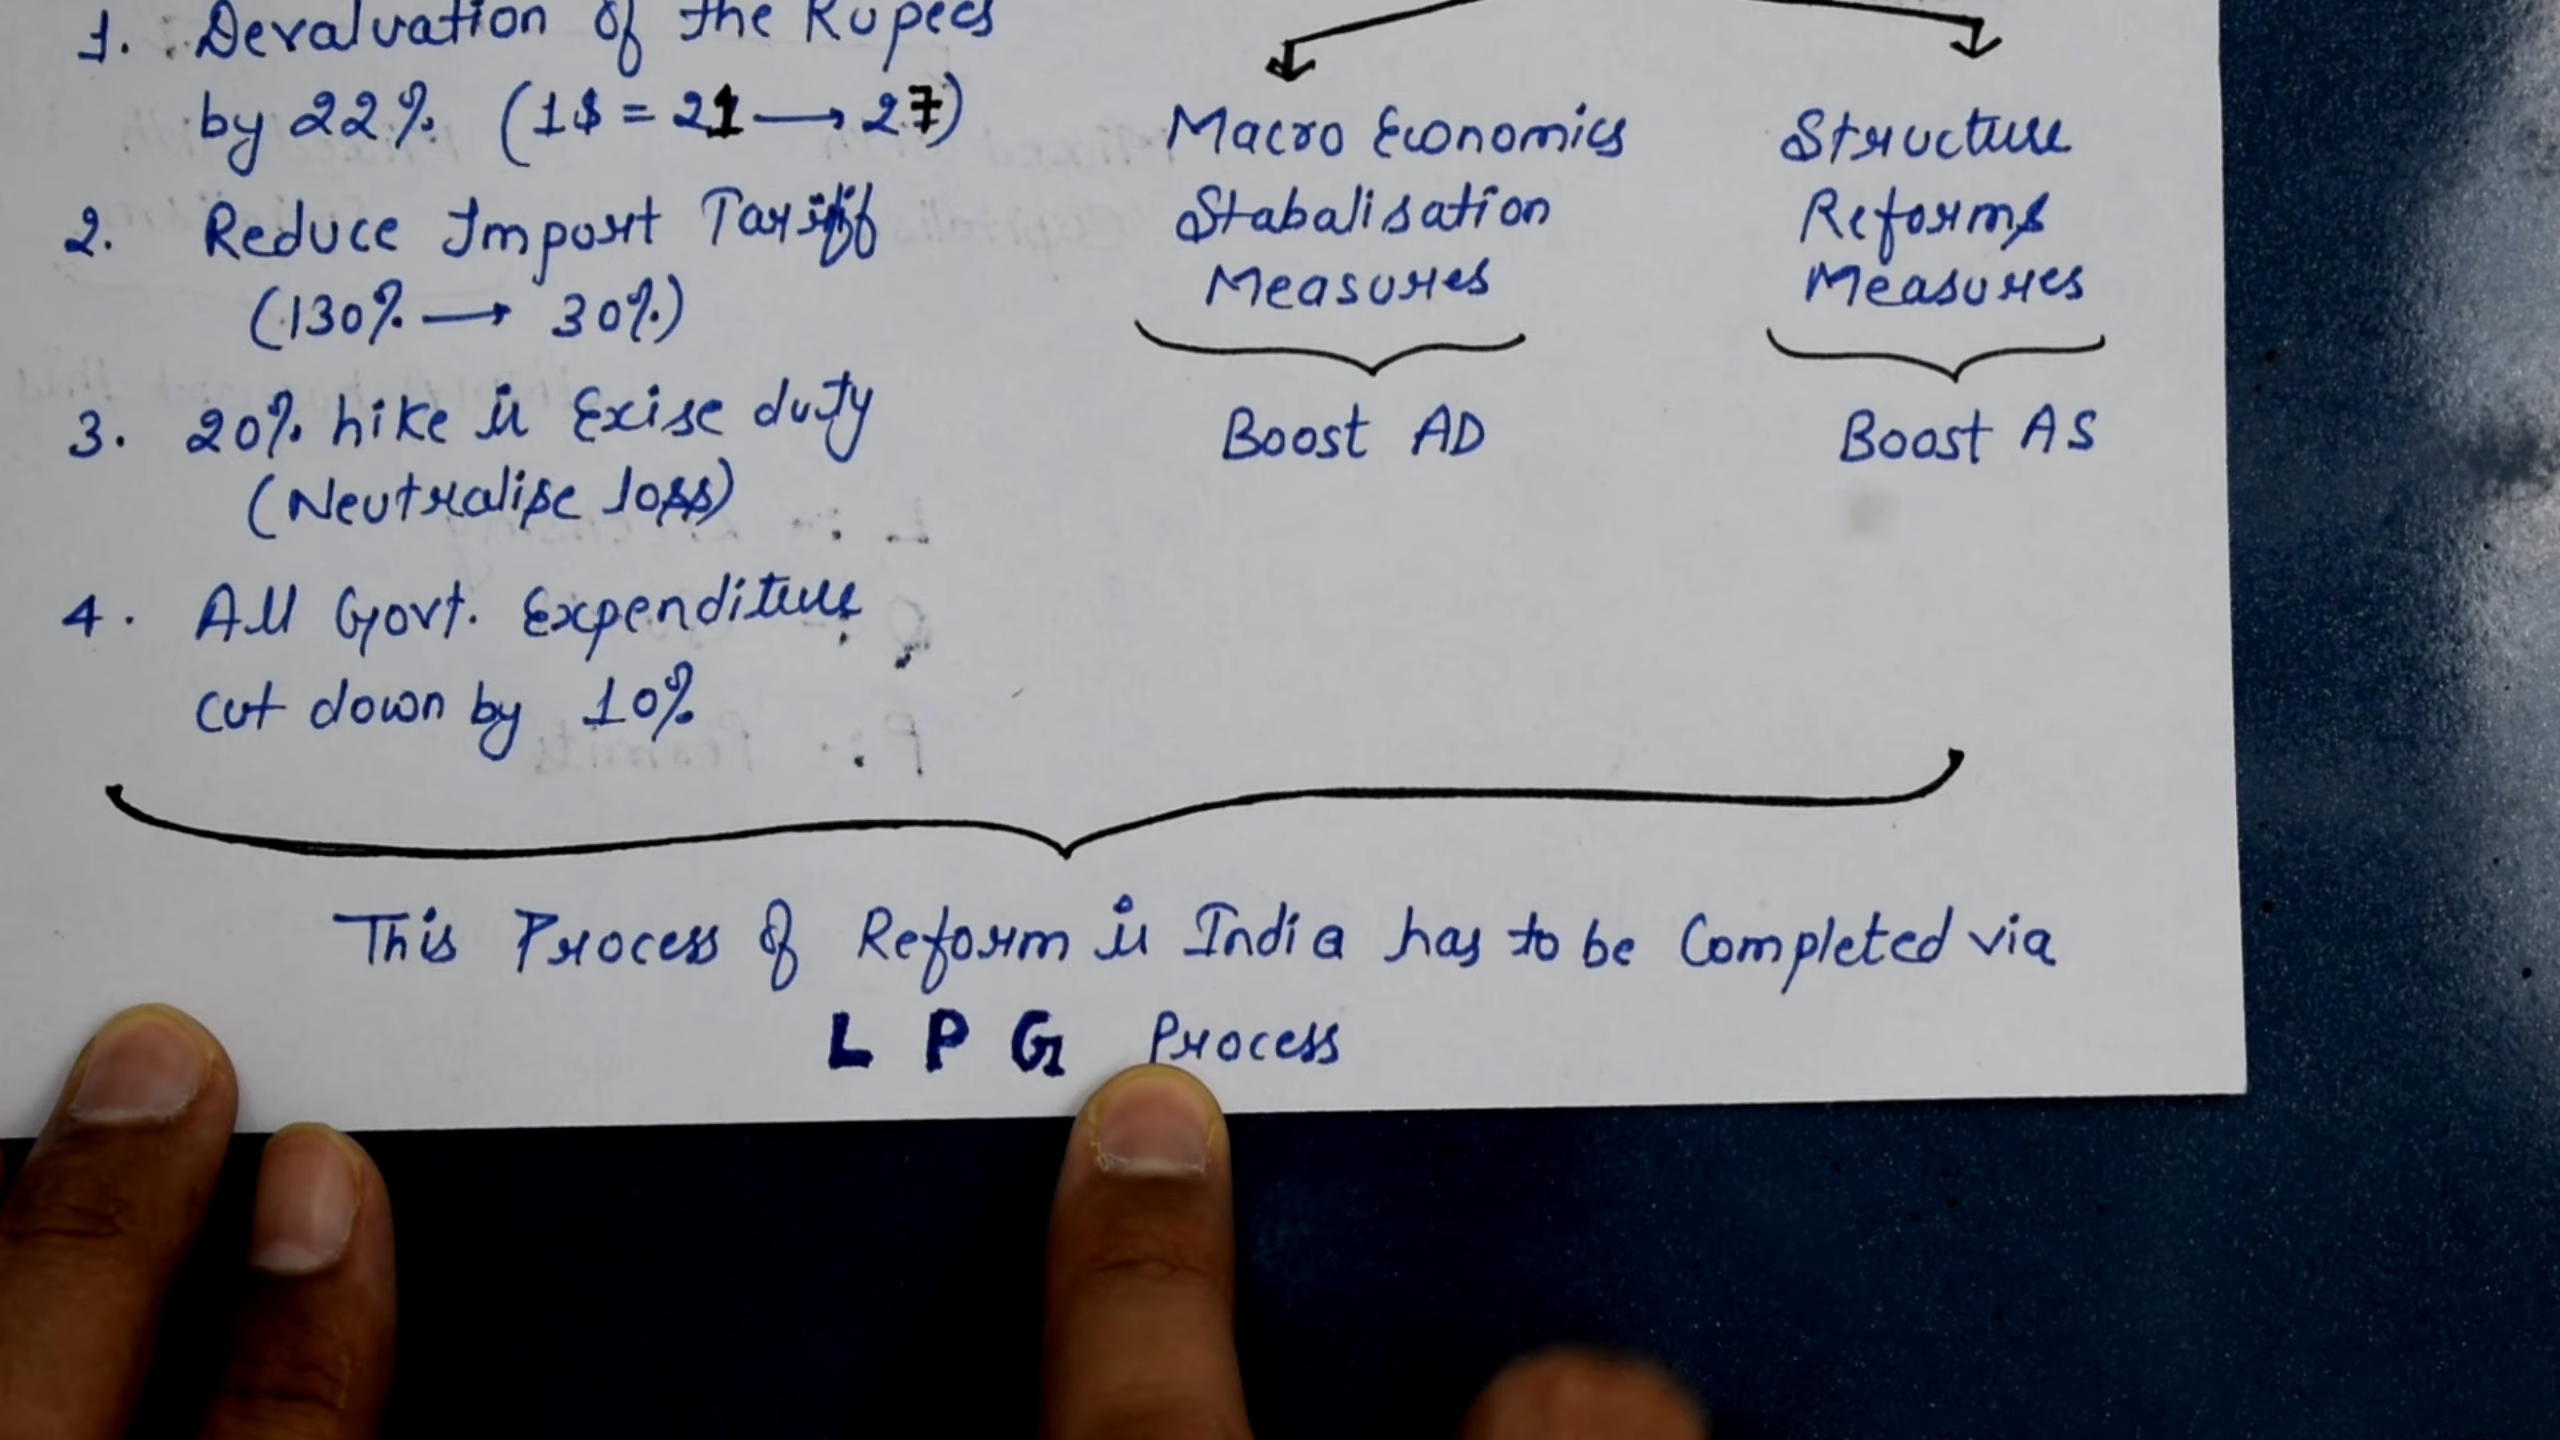 1. Devaluation of the Rupees
by 22%. (1$ = 21 → 27)
2. Reduce Import Tariff
(130% → 30%)
3. 20% hike in Exise duty
(Neutralise loss)
4. All Govt. Expenditure
cut down by 10%
Macro Economics
Stabalisation
Measures
Boost AD
Structure
Reforms
Measures
Boost AS
This Process of Reform in India has to be Completed via
L P G Process